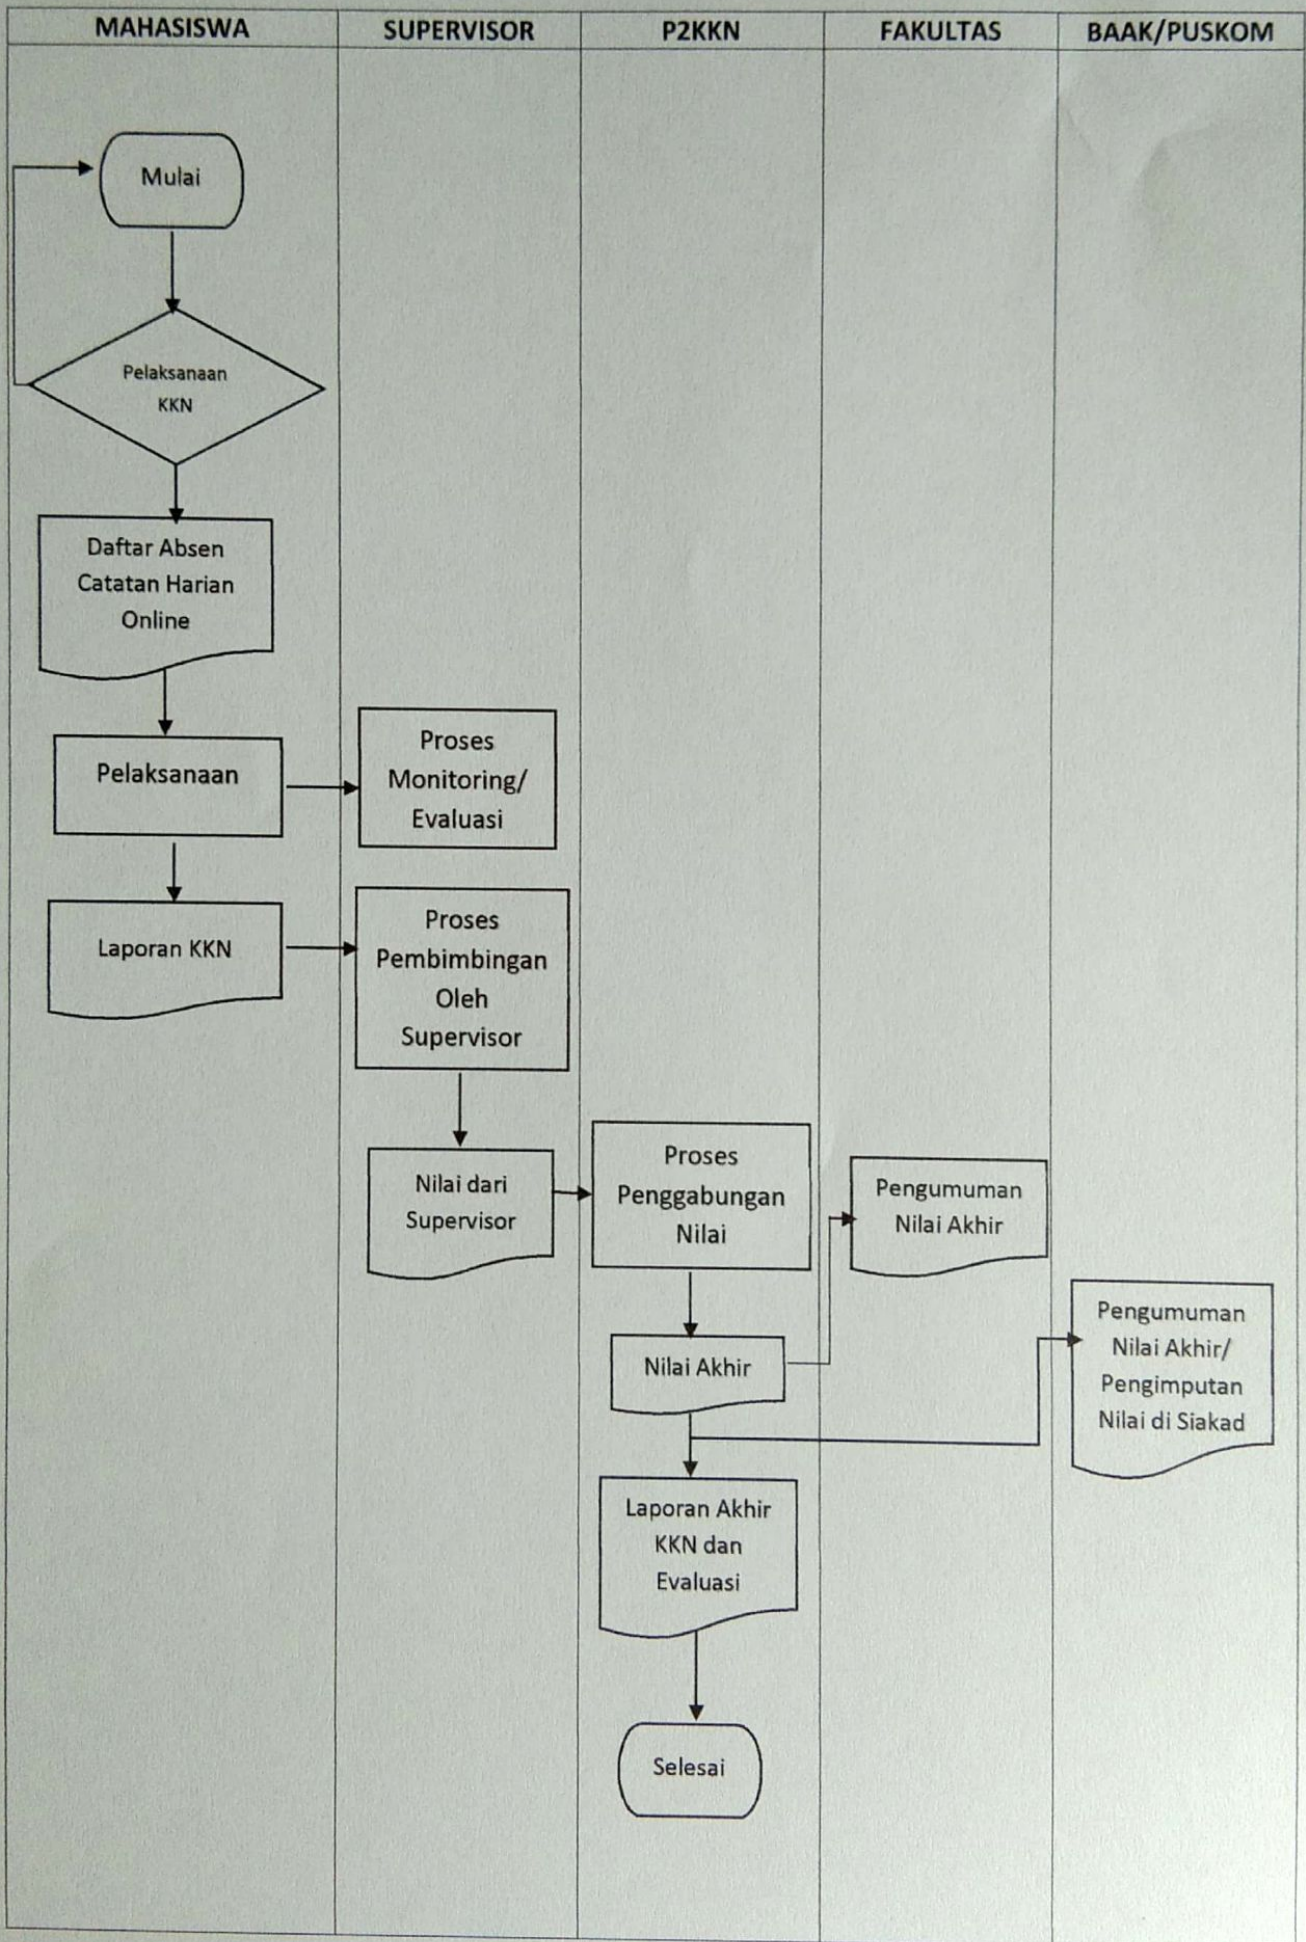 MAHASISWA
SUPERVISOR
P2KKN
FAKULTAS
BAAK/PUSKOM
Mulai
Pelaksanaan
KKN
Daftar Absen
Catatan Harian
Online
Pelaksanaan
Proses
Monitoring/
Evaluasi
Laporan KKN
Proses
Pembimbingan
Oleh
Supervisor
Nilai dari
Supervisor
Proses
Penggabungan
Nilai
Pengumuman
Nilai Akhir
Nilai Akhir
Pengumuman
Nilai Akhir/
Pengimputan
Nilai di Siakad
Laporan Akhir
KKN dan
Evaluasi
Selesai